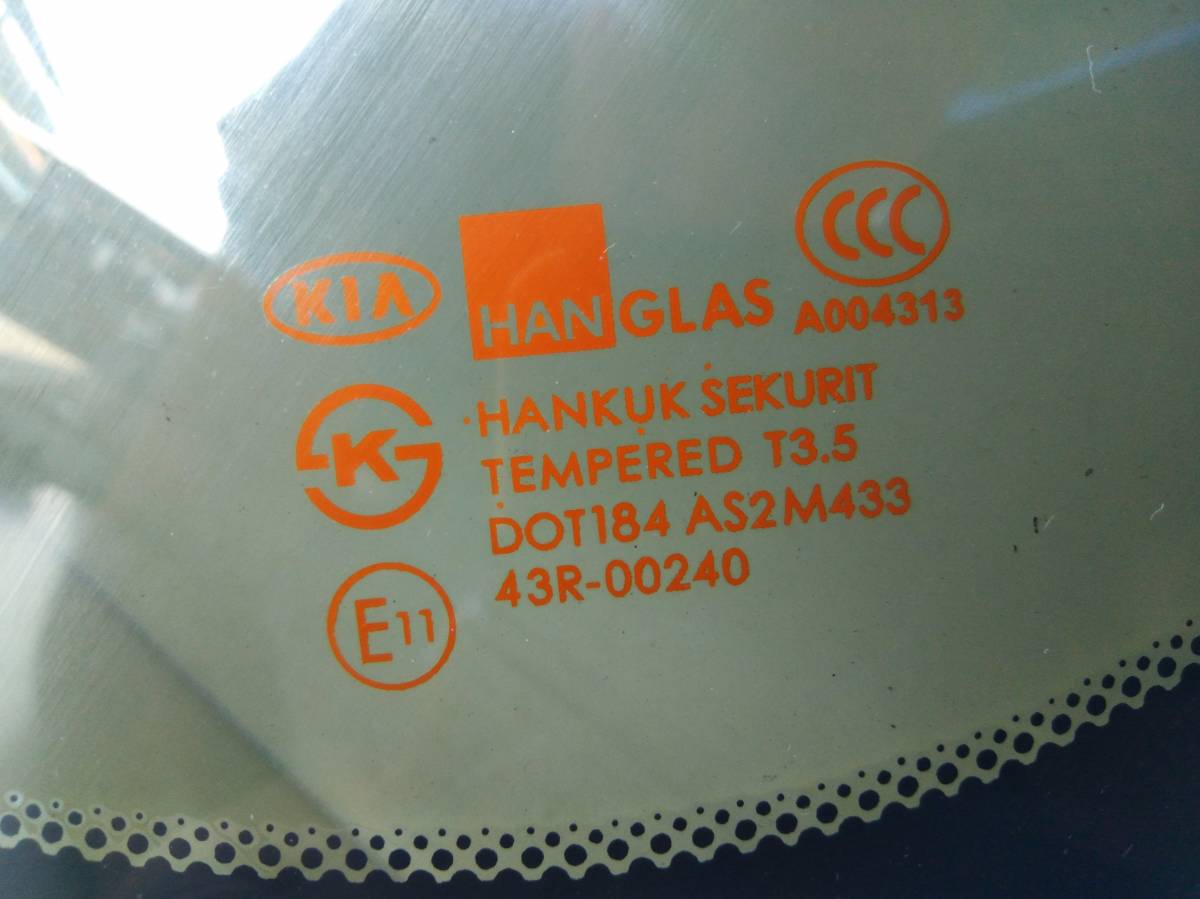 KIA
HANGLAS
CCC
A004313
K
HANKUK SEKURIT
TEMPERED T3.5
DOT184 AS2M433
43R-00240
E11